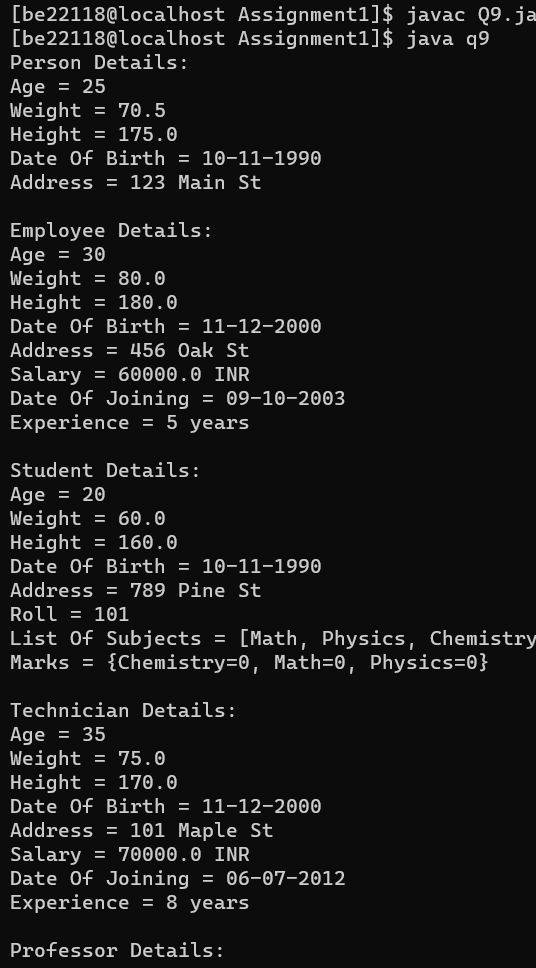 [be22118@localhost Assignment1]$ javac Q9.ja
[be22118@localhost Assignment1]$ java q9
Person Details:
Age = 25
Weight = 70.5
Height = 175.0
Date Of Birth = 10-11-1990
Address = 123 Main St

Employee Details:
Age = 30
Weight = 80.0
Height = 180.0
Date Of Birth = 11-12-2000
Address = 456 Oak St
Salary = 60000.0 INR
Date Of Joining = 09-10-2003
Experience = 5 years

Student Details:
Age = 20
Weight = 60.0
Height = 160.0
Date Of Birth = 10-11-1990
Address = 789 Pine St
Roll = 101
List Of Subjects = [Math, Physics, Chemistry
Marks = {Chemistry=0, Math=0, Physics=0}

Technician Details:
Age = 35
Weight = 75.0
Height = 170.0
Date Of Birth = 11-12-2000
Address = 101 Maple St
Salary = 70000.0 INR
Date Of Joining = 06-07-2012
Experience = 8 years

Professor Details: